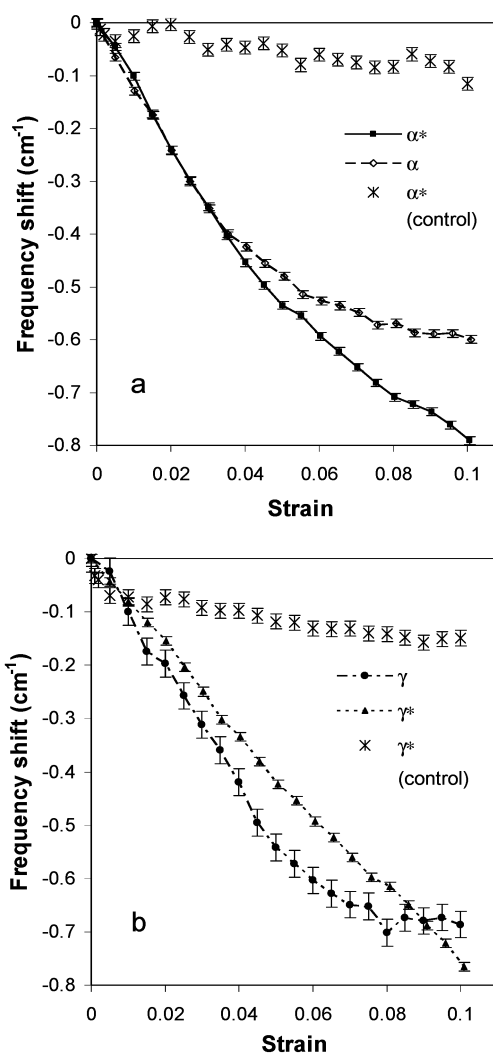 0
-0.1
-0.2
-0.3
-0.4
-0.5
-0.6
-0.7
-0.8
Frequency shift (cm⁻¹)
α*
α
α*
(control)
a
0 0.02 0.04 0.06 0.08 0.1
Strain
0
-0.1
-0.2
-0.3
-0.4
-0.5
-0.6
-0.7
-0.8
Frequency shift (cm⁻¹)
γ
γ*
γ*
(control)
b
0 0.02 0.04 0.06 0.08 0.1
Strain